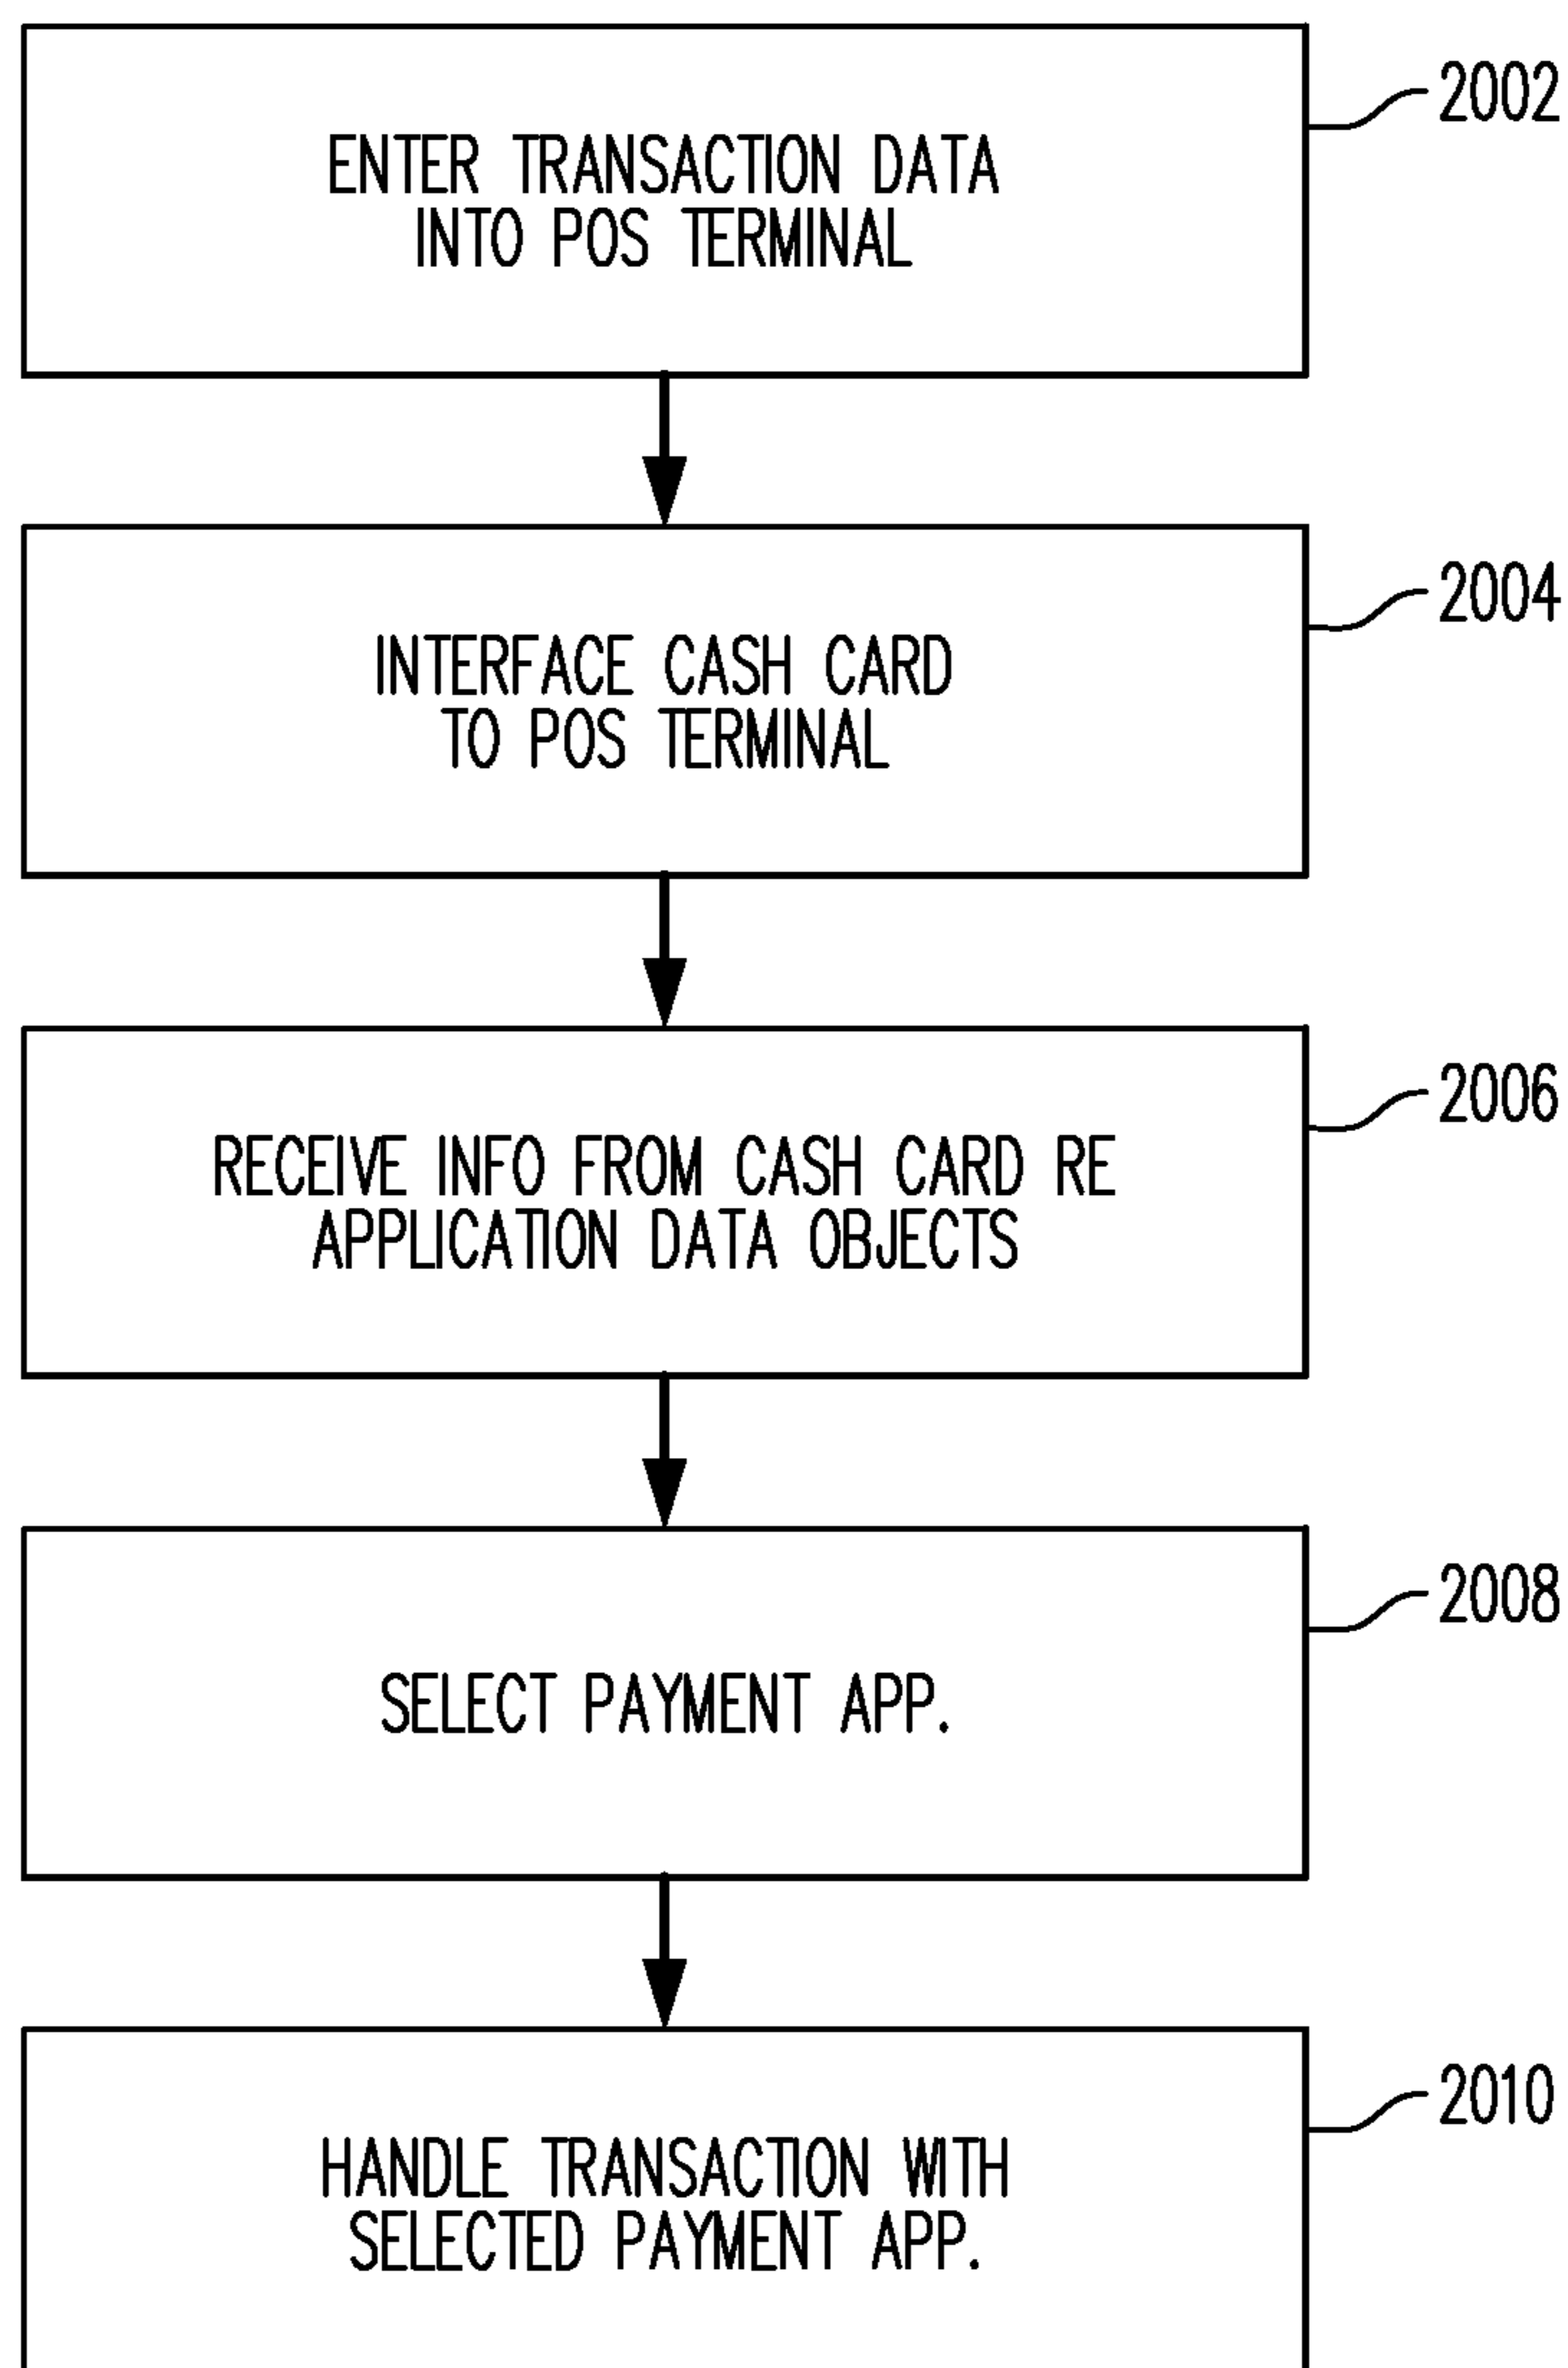 2002
ENTER TRANSACTION DATA
INTO POS TERMINAL
2004
INTERFACE CASH CARD
TO POS TERMINAL
2006
RECEIVE INFO FROM CASH CARD RE
APPLICATION DATA OBJECTS
2008
SELECT PAYMENT APP.
2010
HANDLE TRANSACTION WITH
SELECTED PAYMENT APP.